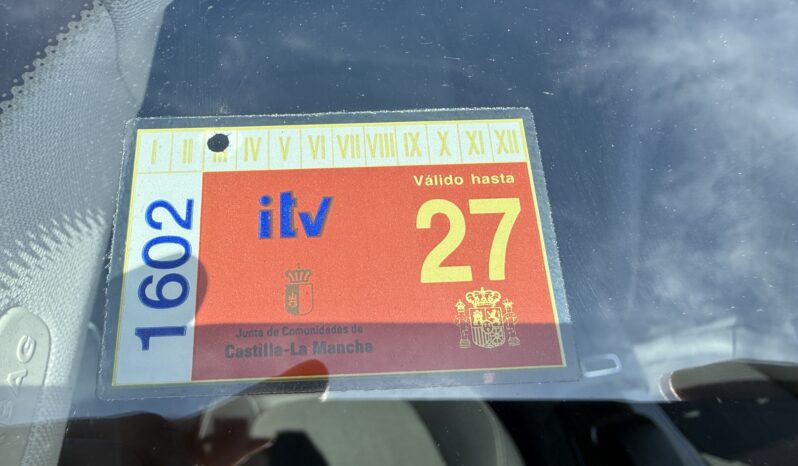 I II III IV V VI VII VIII IX X XI XII
1602
itv
Válido hasta
27
Junta de Comunidades de
Castilla-La Mancha
BAG